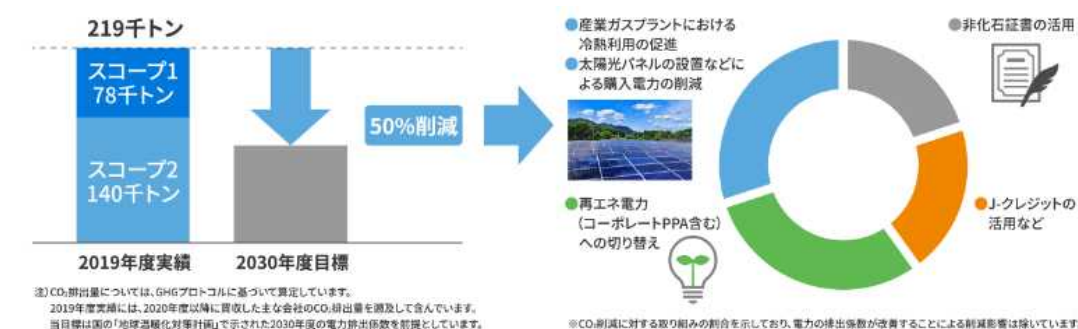 219千トン
スコープ1
78千トン
スコープ2
140千トン
50%削減
2019年度実績
2030年度目標
注)CO₂排出量については、GHGプロトコルに基づいて算定しています。
2019年度実績には、2020年度以降に買収した主な会社のCO₂排出量を遡及して含んでいます。
当目標は国の「地球温暖化対策計画」で示された2030年度の電力排出係数を前提としています。
●産業ガスプラントにおける
冷熱利用の促進
●太陽光パネルの設置などに
よる購入電力の削減
●再エネ電力
(コーポレートPPA含む)
への切り替え
●非化石証書の活用
●J-クレジットの
活用など
※CO₂削減に対する取り組みの割合を示しており、電力の排出係数が改善することによる削減影響は除いています